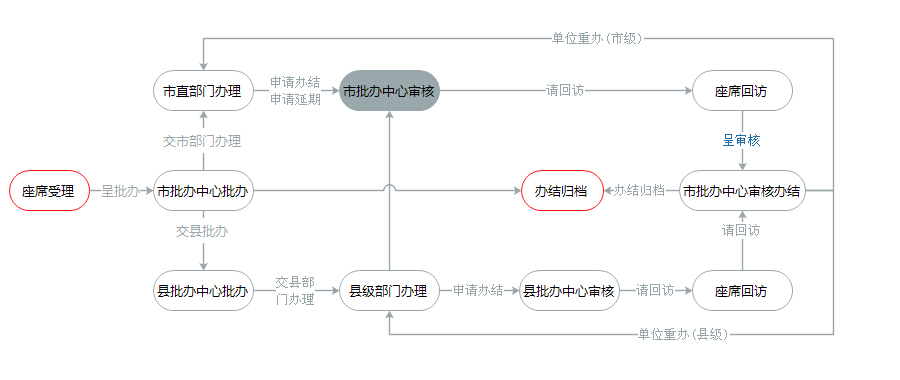 单位重办(市级)
市直部门办理
申请办结
申请延期
市批办中心审核
请回访
座席回访
交市部门办理
呈审核
座席受理
呈批办
市批办中心批办
办结归档
办结归档
市批办中心审核办结
交县批办
请回访
县批办中心批办
交县部
门办理
县级部门办理
申请办结
县批办中心审核
请回访
座席回访
单位重办(县级)